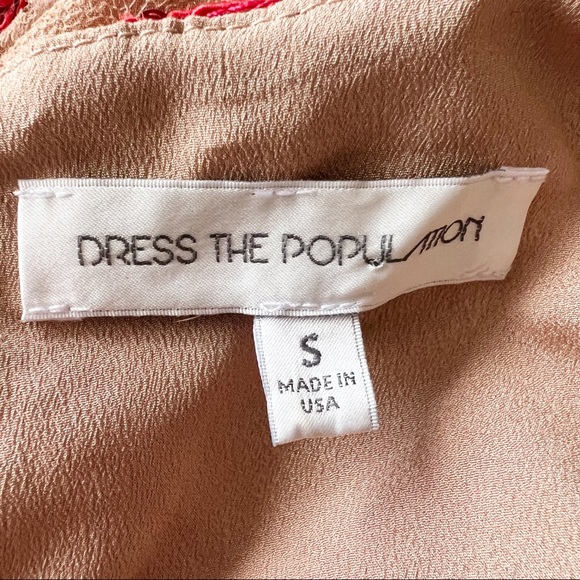 DRESS THE POPULATION
S
MADE IN
USA